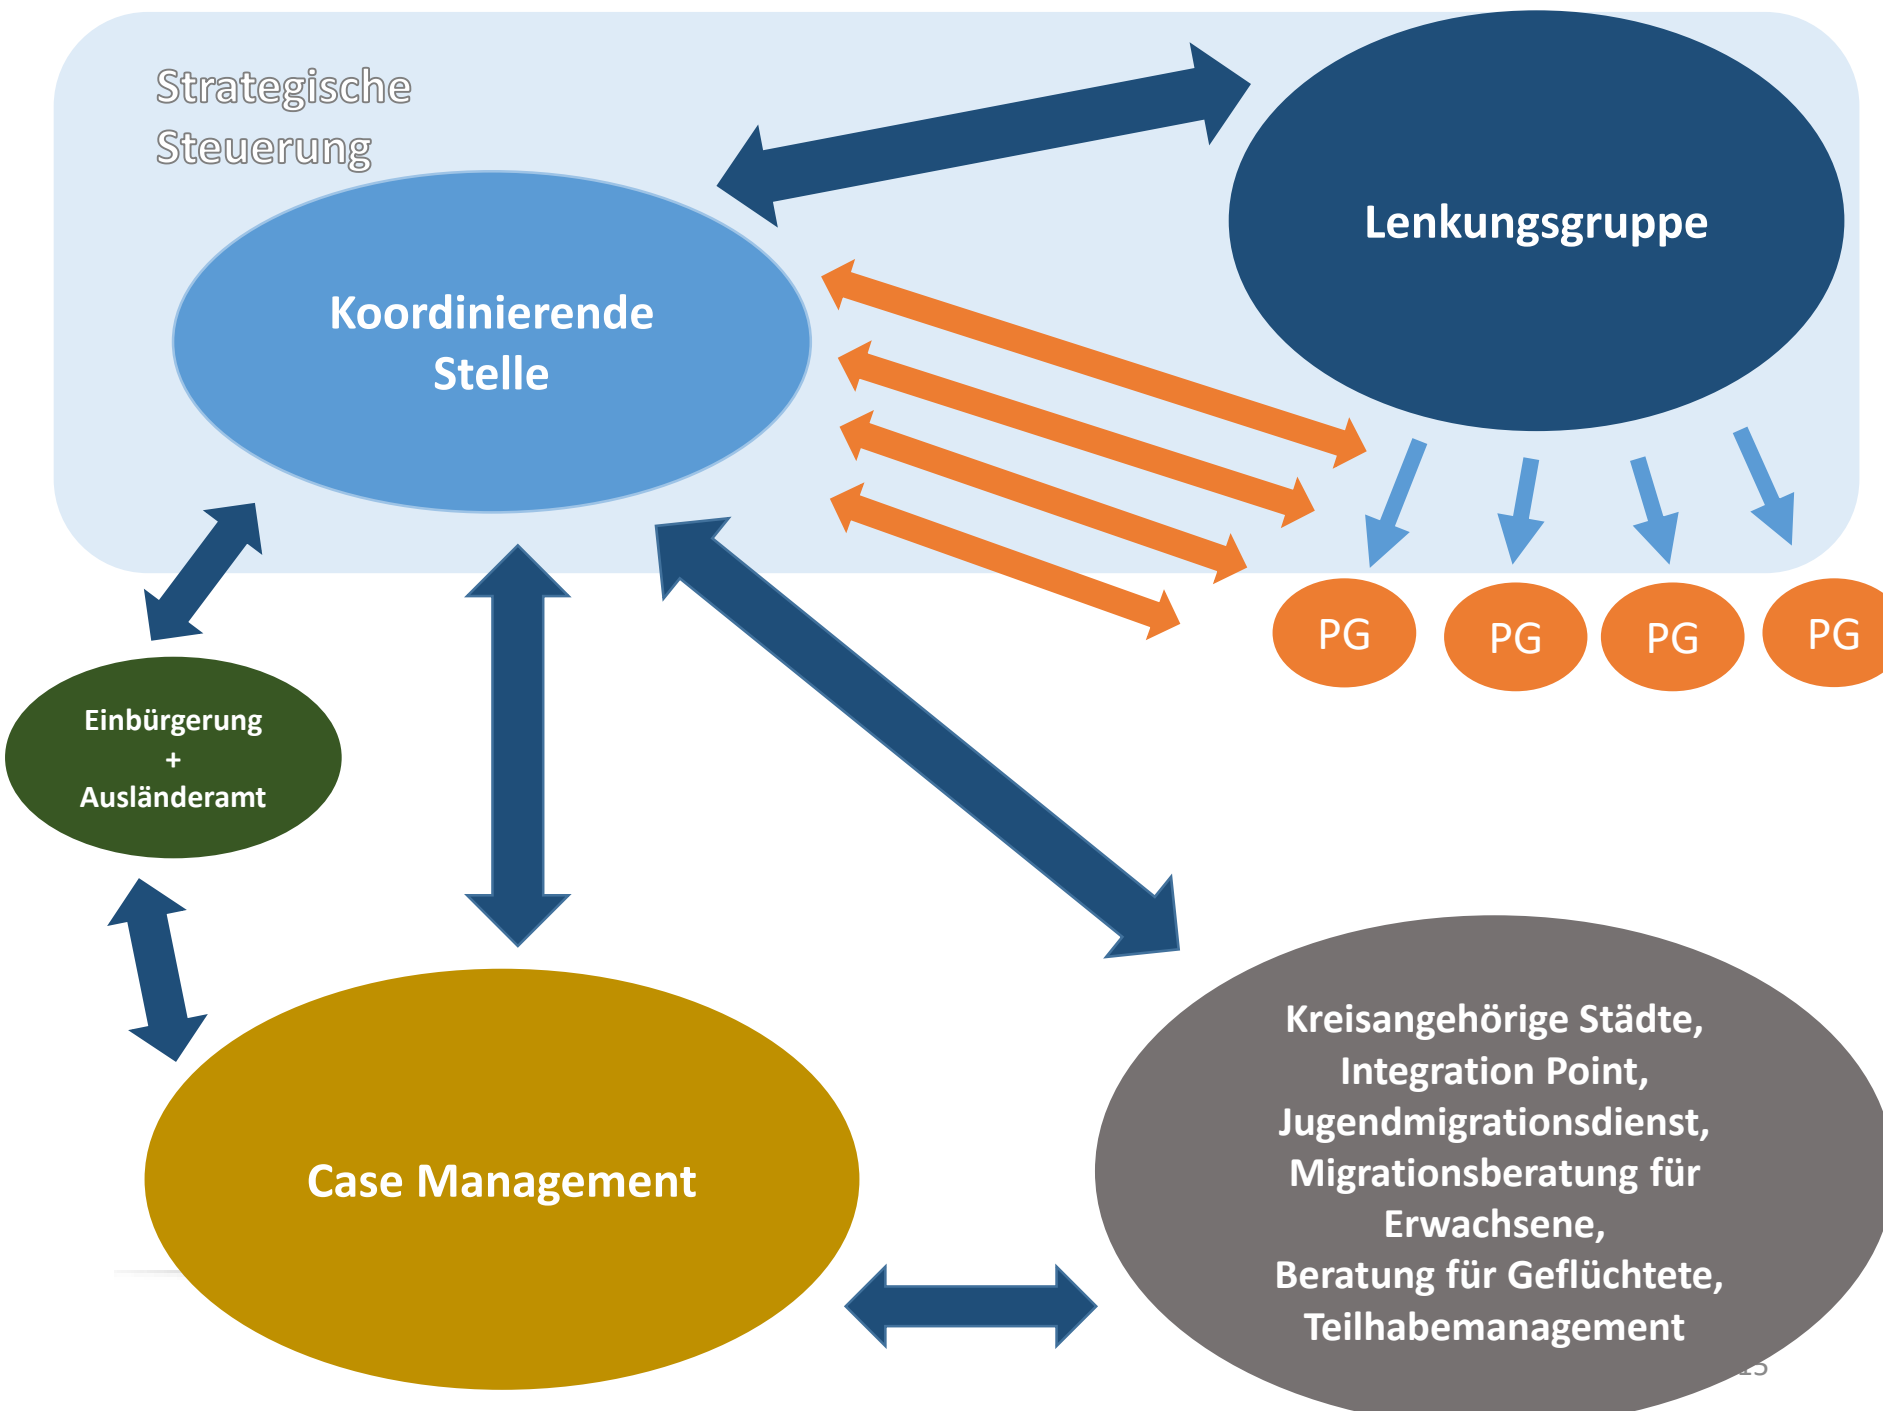 Strategische
Steuerung
Lenkungsgruppe
Koordinierende
Stelle
PG
PG
PG
PG
Einbürgerung
+
Ausländeramt
Case Management
Kreisangehörige Städte,
Integration Point,
Jugendmigrationsdienst,
Migrationsberatung für
Erwachsene,
Beratung für Geflüchtete,
Teilhabemanagement